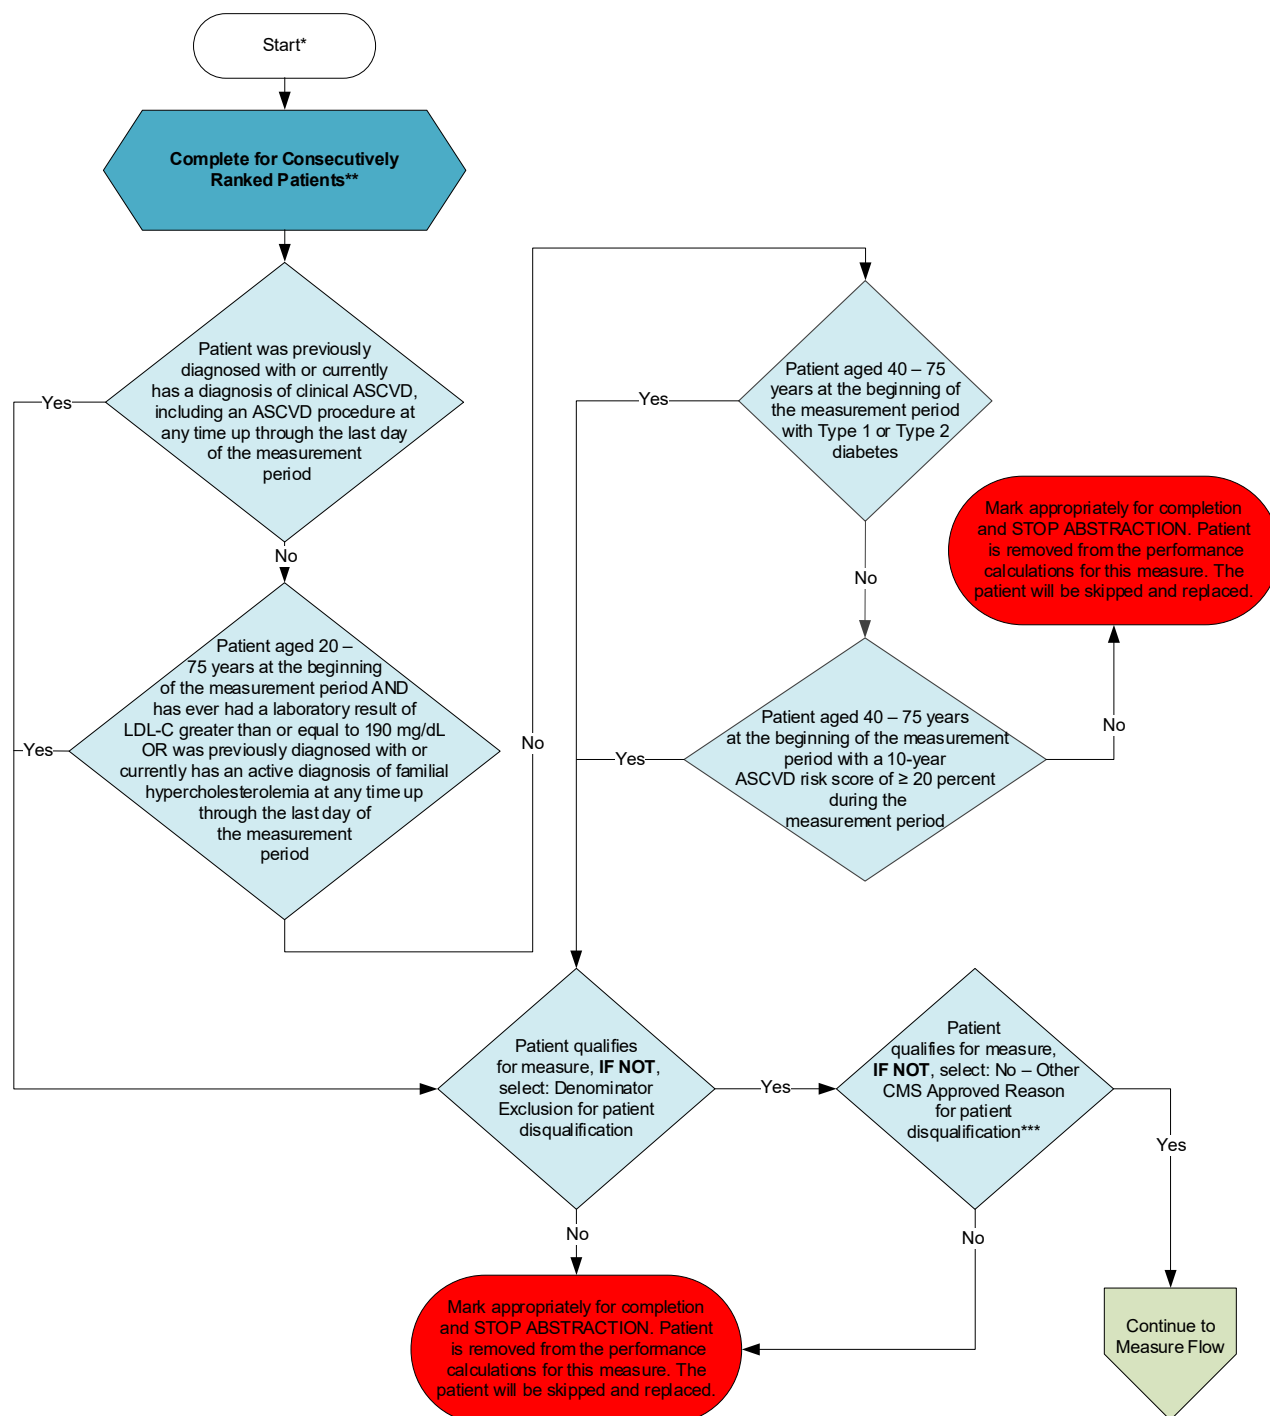 Start*
Complete for Consecutively
Ranked Patients**
Patient was previously
diagnosed with or currently
has a diagnosis of clinical ASCVD,
including an ASCVD procedure at
any time up through the last day
of the measurement
period
Yes
No
Patient aged 20 –
75 years at the beginning
of the measurement period AND
has ever had a laboratory result of
LDL-C greater than or equal to 190 mg/dL
OR was previously diagnosed with or
currently has an active diagnosis of familial
hypercholesterolemia at any time up
through the last day of
the measurement
period
Yes
No
Patient aged 40 – 75
years at the beginning of
the measurement period
with Type 1 or Type 2
diabetes
Yes
No
Patient aged 40 – 75 years
at the beginning of the measurement
period with a 10-year
ASCVD risk score of ≥ 20 percent
during the
measurement period
Yes
No
Mark appropriately for completion
and STOP ABSTRACTION. Patient
is removed from the performance
calculations for this measure. The
patient will be skipped and replaced.
Patient qualifies
for measure, IF NOT,
select: Denominator
Exclusion for patient
disqualification
Yes
No
Patient
qualifies for measure,
IF NOT, select: No – Other
CMS Approved Reason
for patient
disqualification***
Yes
No
Mark appropriately for completion
and STOP ABSTRACTION. Patient
is removed from the performance
calculations for this measure. The
patient will be skipped and replaced.
Continue to
Measure Flow